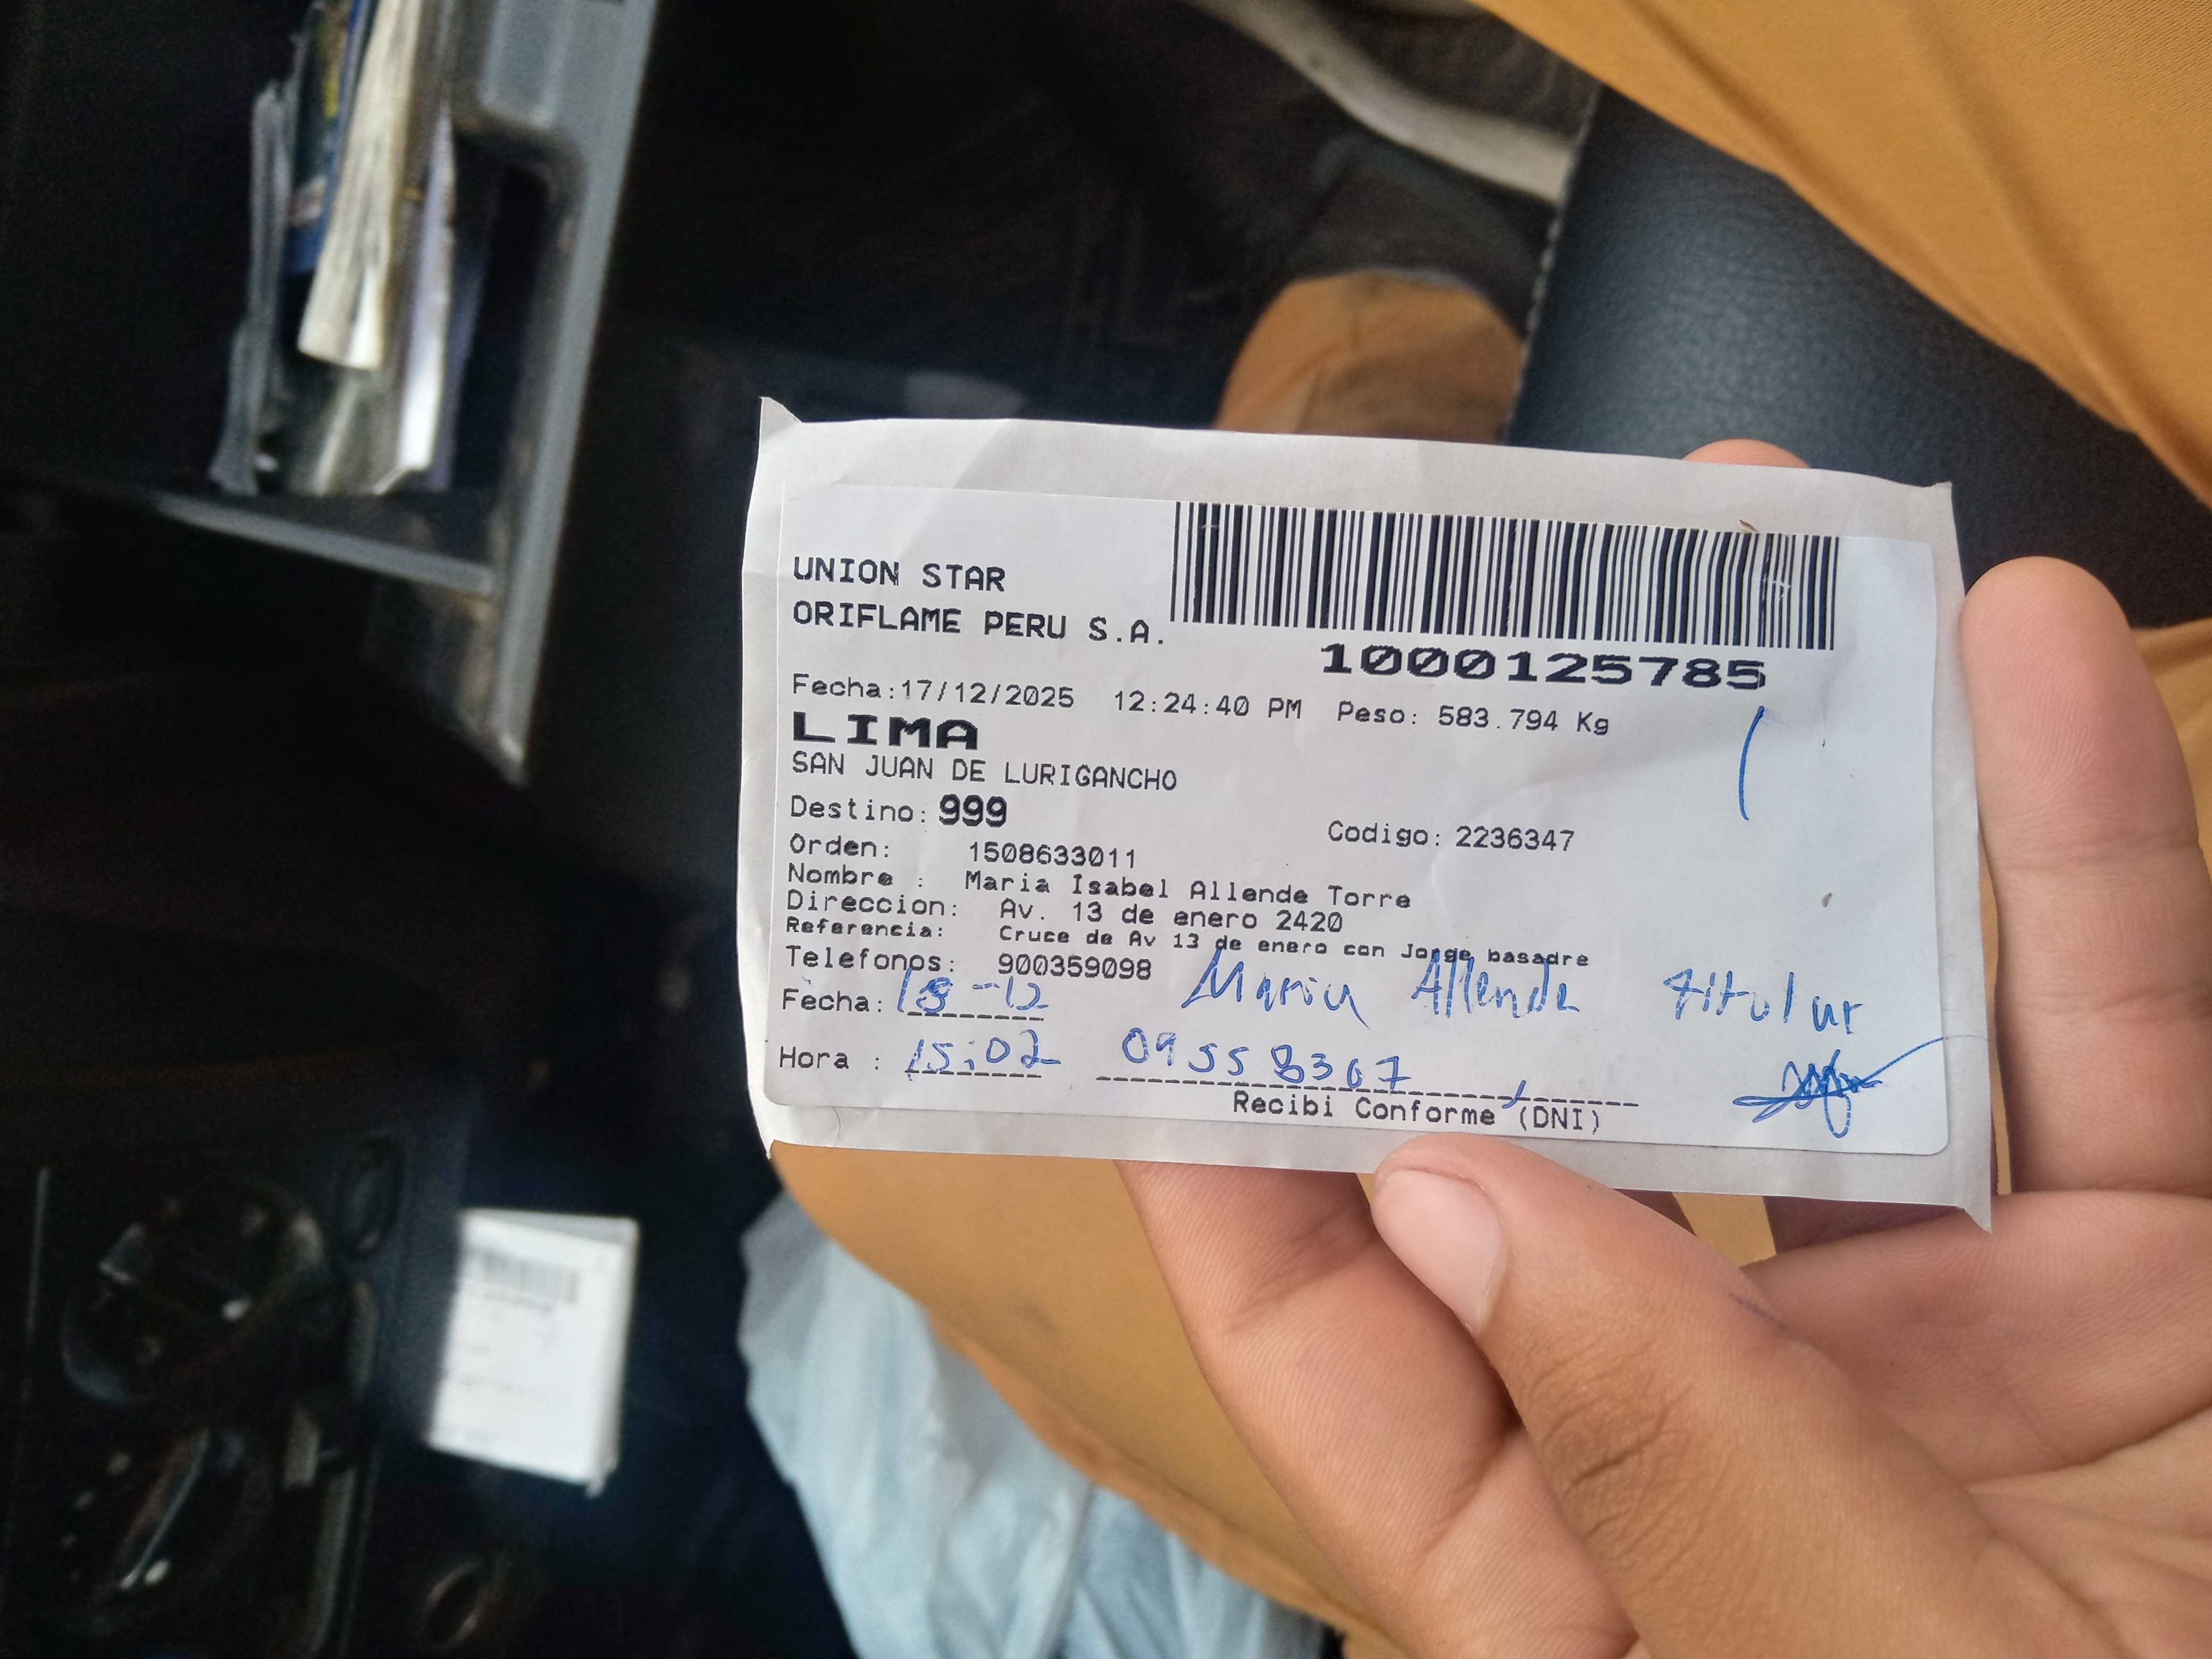 UNION STAR
ORIFLAME PERU S.A.
1000125785
Fecha:17/12/2025 12:24:40 PM Peso: 583.794 Kg
LIMA
SAN JUAN DE LURIGANCHO
Destino: 999
Codigo: 2236347
Orden: 1508633011
Nombre : Maria Isabel Allende Torre
Direccion: Av. 13 de enero 2420
Referencia: Cruce de Av 13 de enero con Jorge basadre
Telefonos: 900359098
Fecha: 18-12 Maria Allende titular
Hora : 15:02 09558367
Recibi Conforme (DNI)